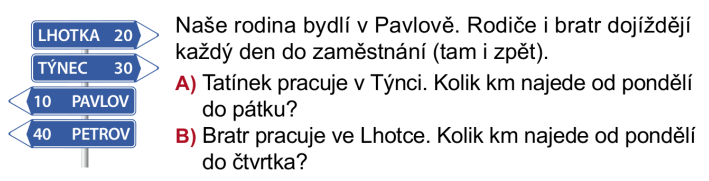 LHOTKA 20
TÝNEC 30
10 PAVLOV
40 PETROV
Naše rodina bydlí v Pavlově. Rodiče i bratr dojíždějí
každý den do zaměstnání (tam i zpět).
A) Tatínek pracuje v Týnci. Kolik km najede od pondělí
do pátku?
B) Bratr pracuje ve Lhotce. Kolik km najede od pondělí
do čtvrtka?